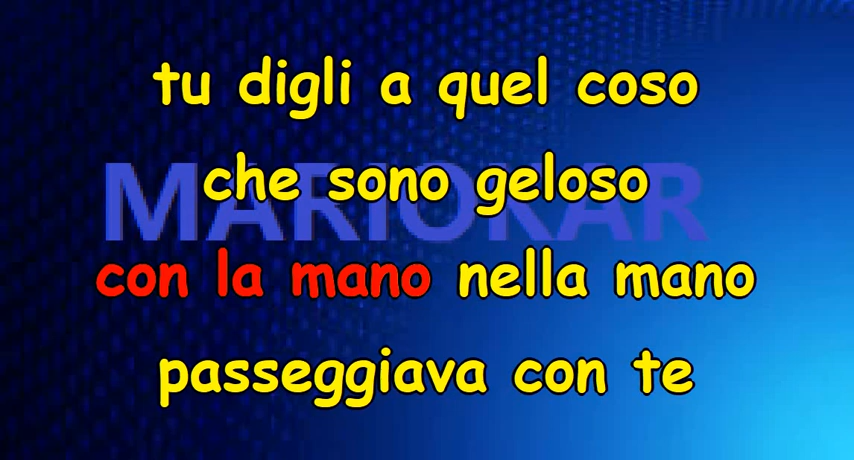 tu digli a quel coso
MARIOKAR
che sono geloso
con la mano nella mano
passeggiava con te